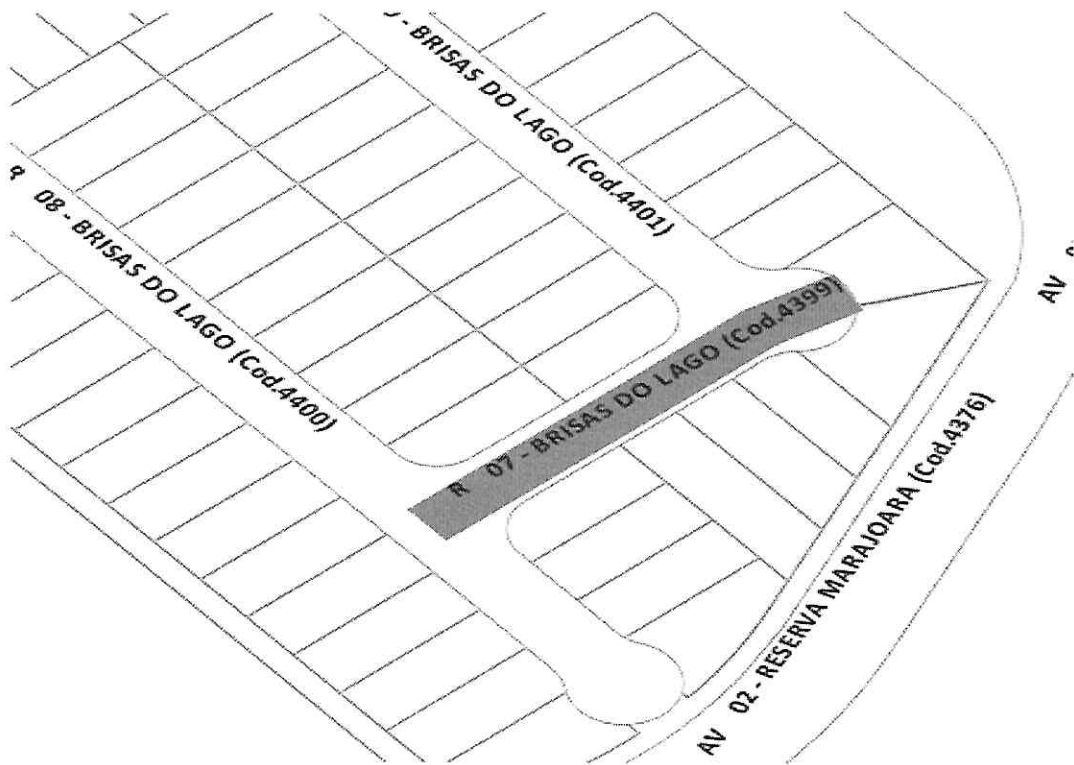 - BRISAS DO LAGO (Cod.4401)
R 08 - BRISAS DO LAGO (Cod.4400)
R 07 - BRISAS DO LAGO (Cod.4399)
AV
AV 02 - RESERVA MARAJOARA (Cod.4376)